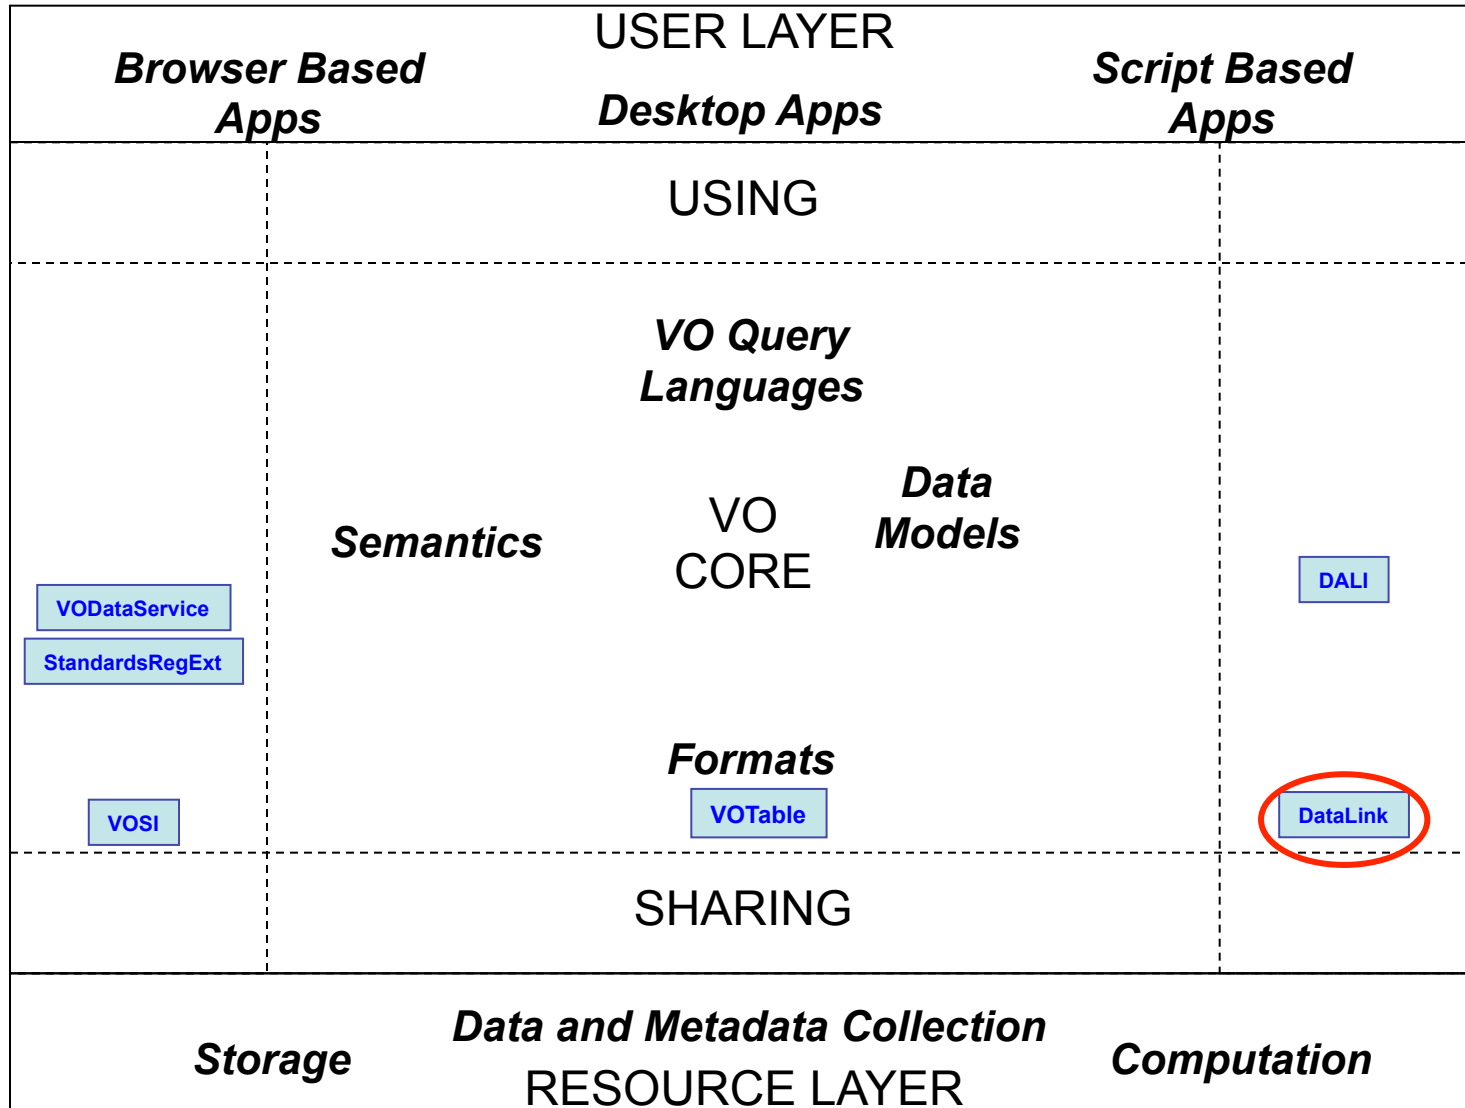 USER LAYER
Browser Based
Apps
Desktop Apps
Script Based
Apps
USING
VO Query
Languages
Semantics
VO
CORE
Data
Models
VODataService
StandardsRegExt
DALI
Formats
VOSI
VOTable
DataLink
SHARING
Storage
Data and Metadata Collection
Computation
RESOURCE LAYER